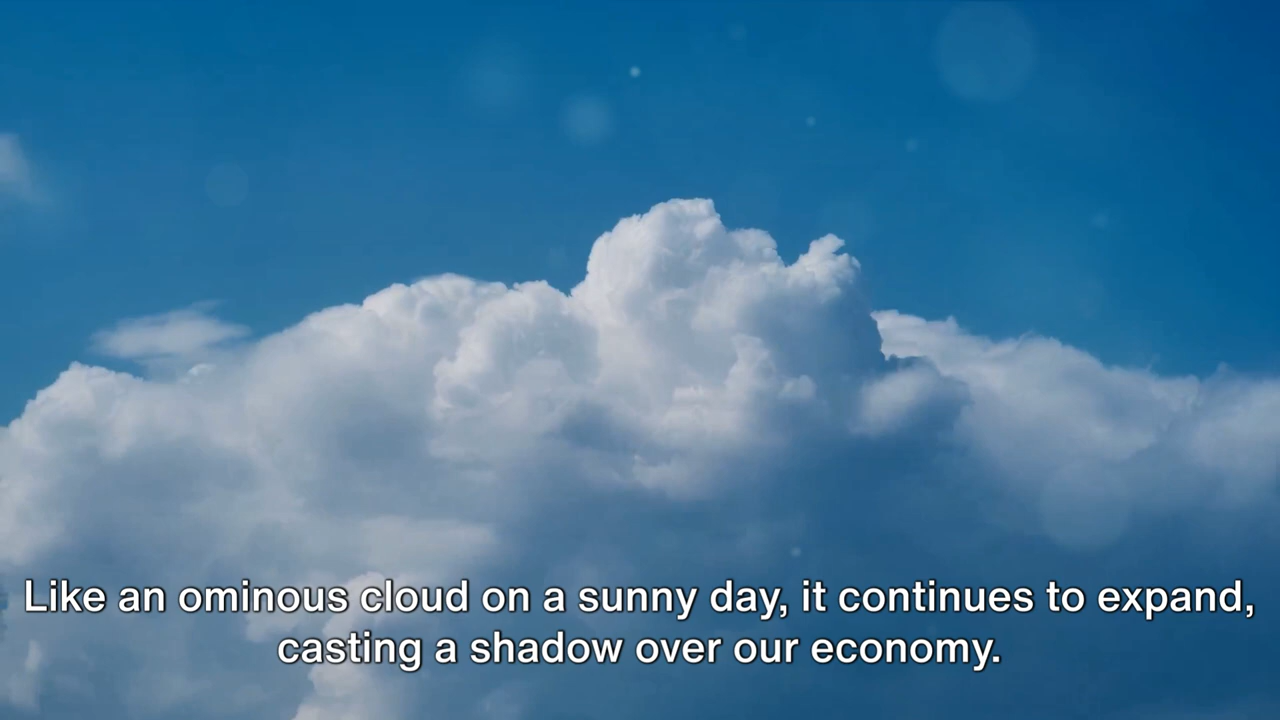 Like an ominous cloud on a sunny day, it continues to expand,
casting a shadow over our economy.